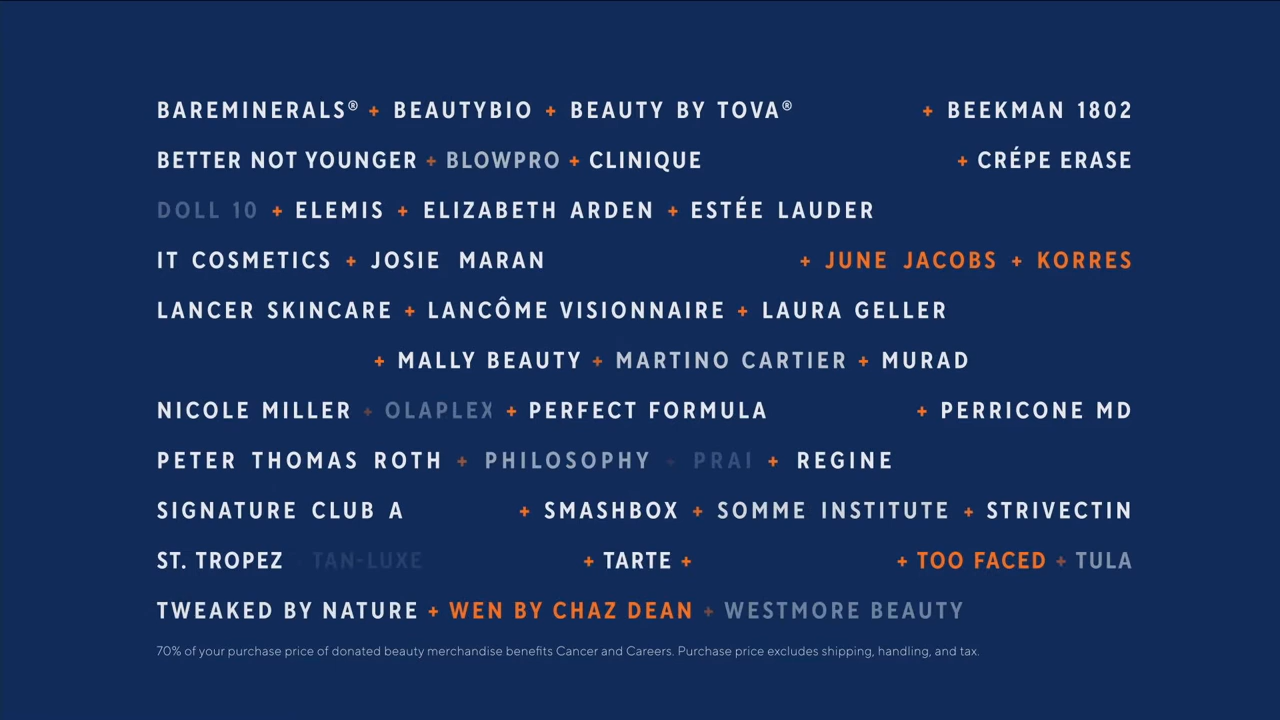 BAREMINERALS® + BEAUTYBIO + BEAUTY BY TOVA® + BEEKMAN 1802
BETTER NOT YOUNGER + BLOWPRO + CLINIQUE + CRÉPE ERASE
DOLL 10 + ELEMIS + ELIZABETH ARDEN + ESTÉE LAUDER
IT COSMETICS + JOSIE MARAN + JUNE JACOBS + KORRES
LANCER SKINCARE + LANCÔME VISIONNAIRE + LAURA GELLER
+ MALLY BEAUTY + MARTINO CARTIER + MURAD
NICOLE MILLER + OLAPLEX + PERFECT FORMULA + PERRICONE MD
PETER THOMAS ROTH + PHILOSOPHY + PRAI + REGINE
SIGNATURE CLUB A + SMASHBOX + SOMME INSTITUTE + STRIVECTIN
ST. TROPEZ + TAN-LUXE + TARTE + + TOO FACED + TULA
TWEAKED BY NATURE + WEN BY CHAZ DEAN + WESTMORE BEAUTY
70% of your purchase price of donated beauty merchandise benefits Cancer and Careers. Purchase price excludes shipping, handling, and tax.